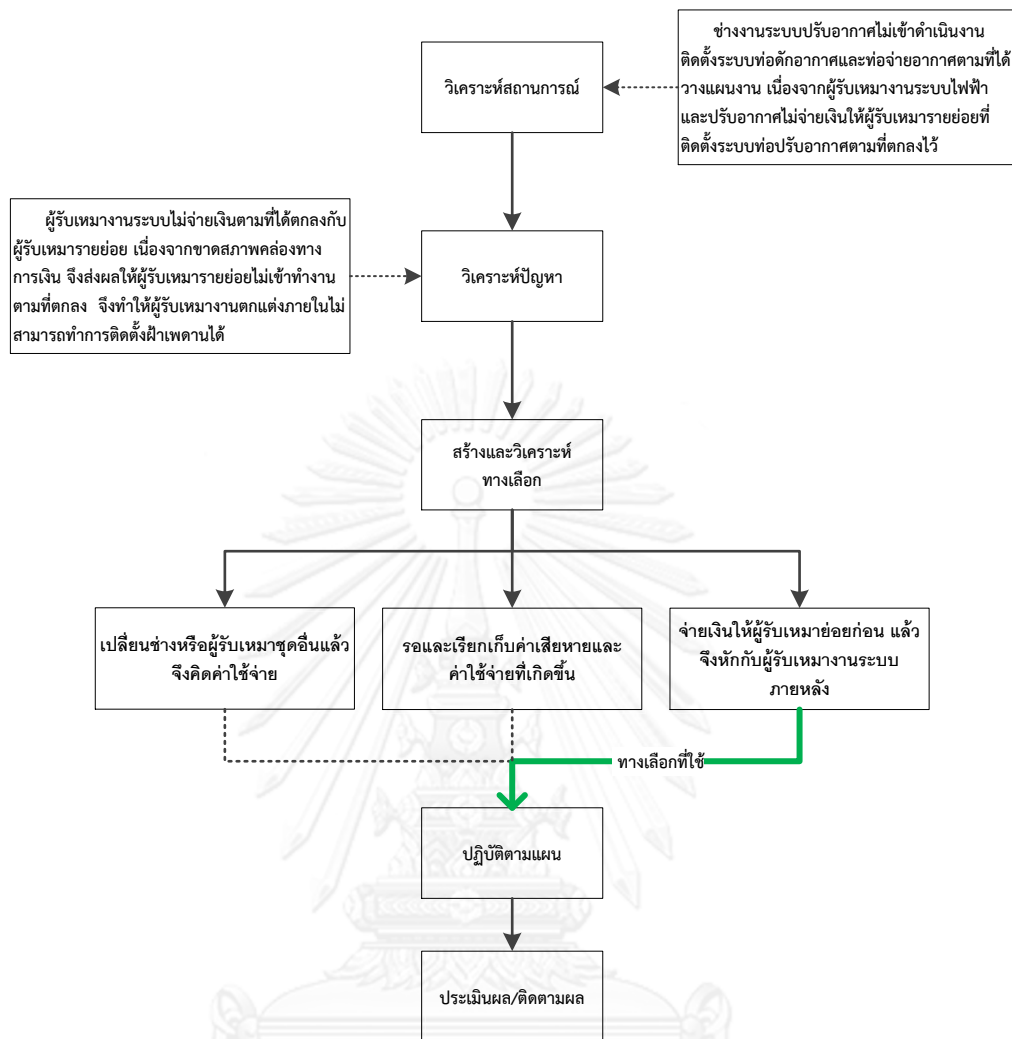 ช่างงานระบบปรับอากาศไม่เข้าดำเนินงาน
ติดตั้งระบบท่อดักอากาศและท่อจ่ายอากาศตามที่ได้
วางแผนงาน เนื่องจากผู้รับเหมางานระบบไฟฟ้า
และปรับอากาศไม่จ่ายเงินให้ผู้รับเหมารายย่อยที่
ติดตั้งระบบท่อปรับอากาศตามที่ตกลงไว้
วิเคราะห์สถานการณ์
ผู้รับเหมางานระบบไม่จ่ายเงินตามที่ได้ตกลงกับ
ผู้รับเหมารายย่อย เนื่องจากขาดสภาพคล่องทาง
การเงิน จึงส่งผลให้ผู้รับเหมารายย่อยไม่เข้าทำงาน
ตามที่ตกลง จึงทำให้ผู้รับเหมางานตกแต่งภายในไม่
สามารถทำการติดตั้งฝ้าเพดานได้
วิเคราะห์ปัญหา
สร้างและวิเคราะห์
ทางเลือก
เปลี่ยนช่างหรือผู้รับเหมาชุดอื่นแล้ว
จึงคิดค่าใช้จ่าย
รอและเรียกเก็บค่าเสียหายและ
ค่าใช้จ่ายที่เกิดขึ้น
จ่ายเงินให้ผู้รับเหมาย่อยก่อน แล้ว
จึงหักกับผู้รับเหมางานระบบ
ภายหลัง
ทางเลือกที่ใช้
ปฏิบัติตามแผน
ประเมินผล/ติดตามผล